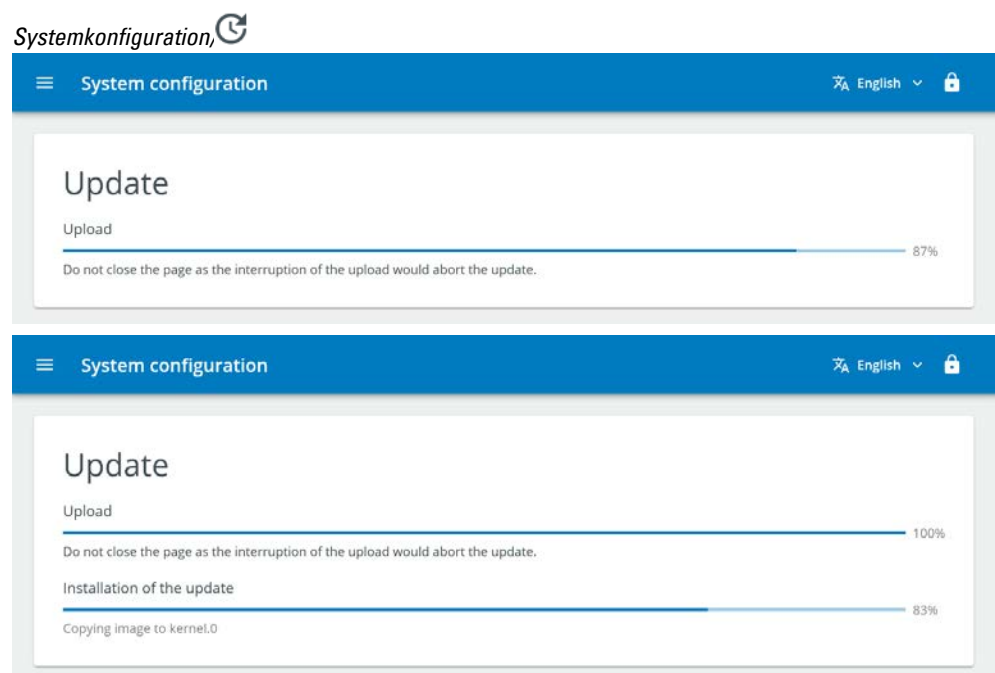 Systemkonfiguration,
System configuration
English
Update
Upload
87%
Do not close the page as the interruption of the upload would abort the update.
System configuration
English
Update
Upload
100%
Do not close the page as the interruption of the upload would abort the update.
Installation of the update
83%
Copying image to kernel.0